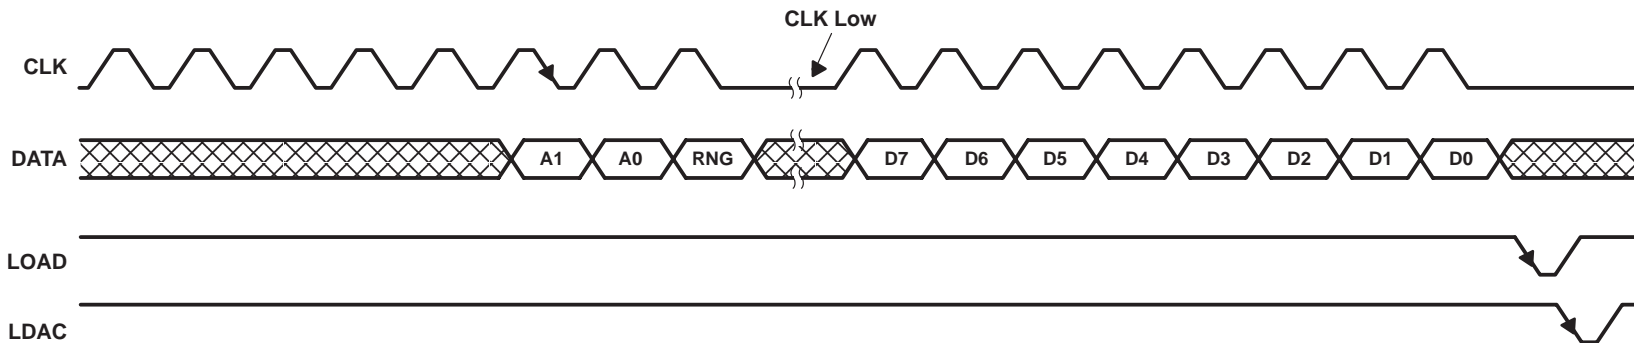 CLK Low
CLK
DATA
A1 A0 RNG D7 D6 D5 D4 D3 D2 D1 D0
LOAD
LDAC